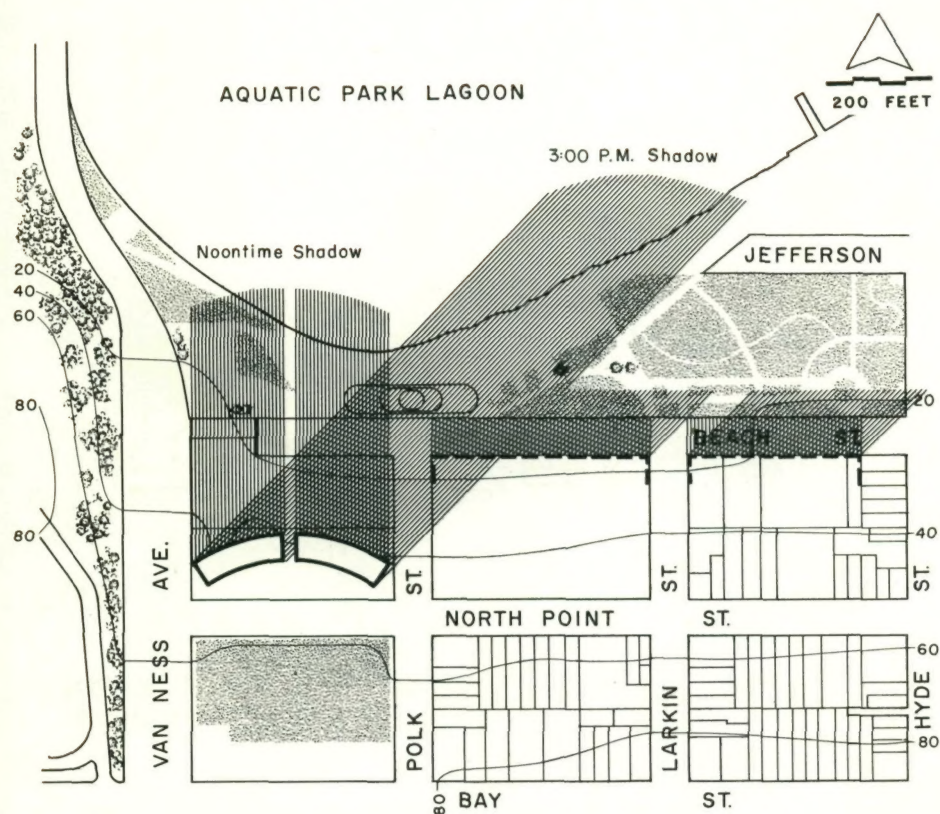 AQUATIC PARK LAGOON
200 FEET
3:00 P.M. Shadow
Noontime Shadow
JEFFERSON
20
40
60
80
80
20
BEACH ST.
40
AVE.
ST.
ST.
ST.
NORTH POINT ST.
60
VAN NESS
POLK
LARKIN
HYDE
80
80
BAY ST.